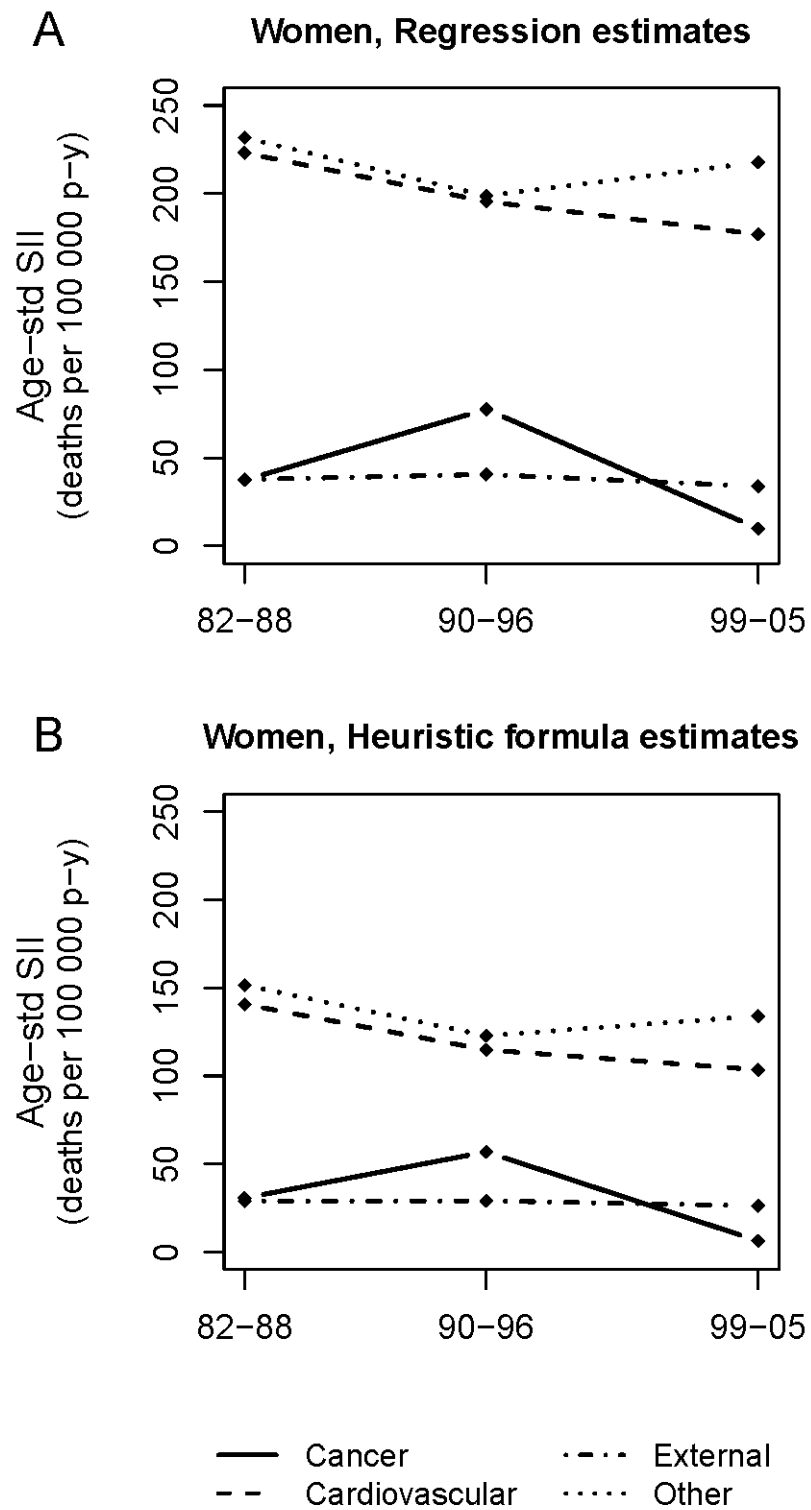 A Women, Regression estimates
Age−std SII
(deaths per 100 000 p−y)
250
200
150
100
50
0
82−88 90−96 99−05
B Women, Heuristic formula estimates
Age−std SII
(deaths per 100 000 p−y)
250
200
150
100
50
0
82−88 90−96 99−05
Cancer External
Cardiovascular Other